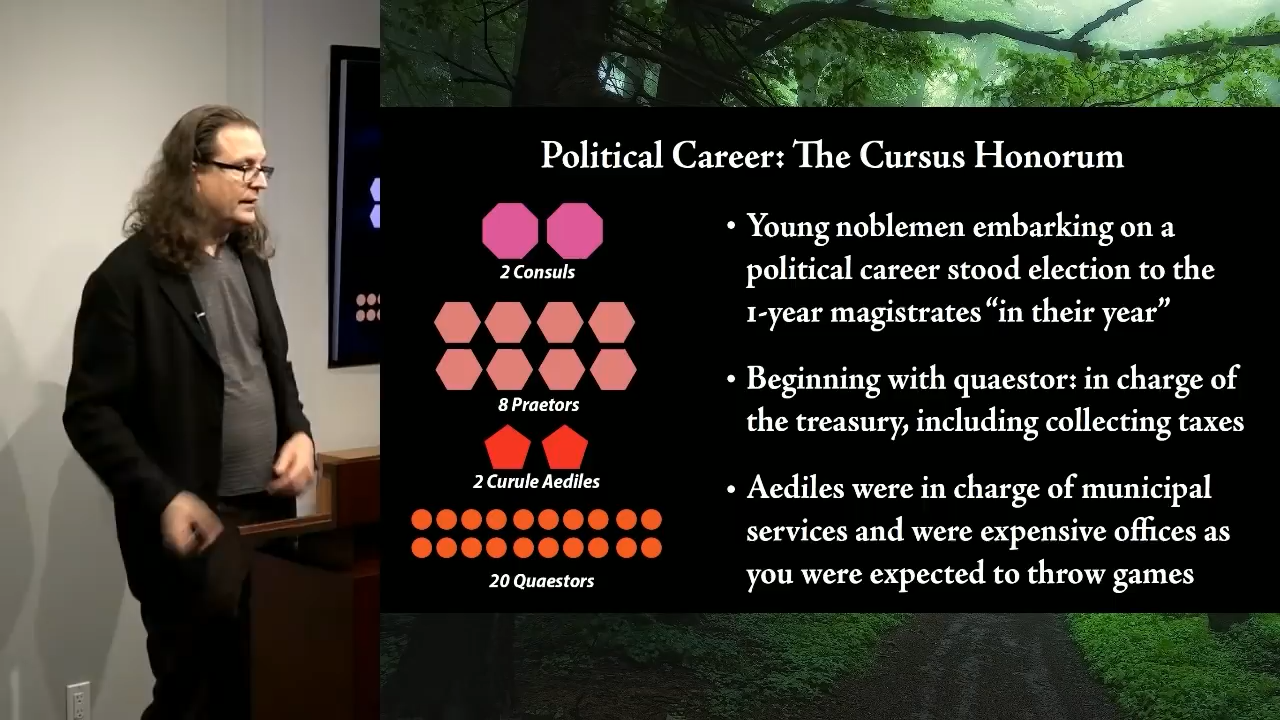 Political Career: The Cursus Honorum
2 Consuls
8 Praetors
2 Curule Aediles
20 Quaestors
• Young noblemen embarking on a
political career stood election to the
1-year magistrates “in their year”
• Beginning with quaestor: in charge of
the treasury, including collecting taxes
• Aediles were in charge of municipal
services and were expensive offices as
you were expected to throw games